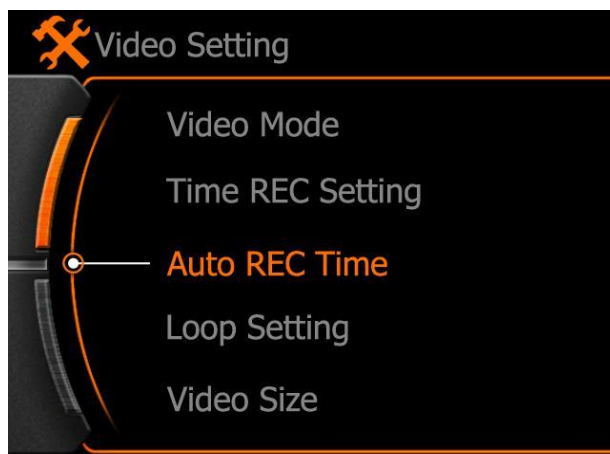 Video Setting
Video Mode
Time REC Setting
Auto REC Time
Loop Setting
Video Size